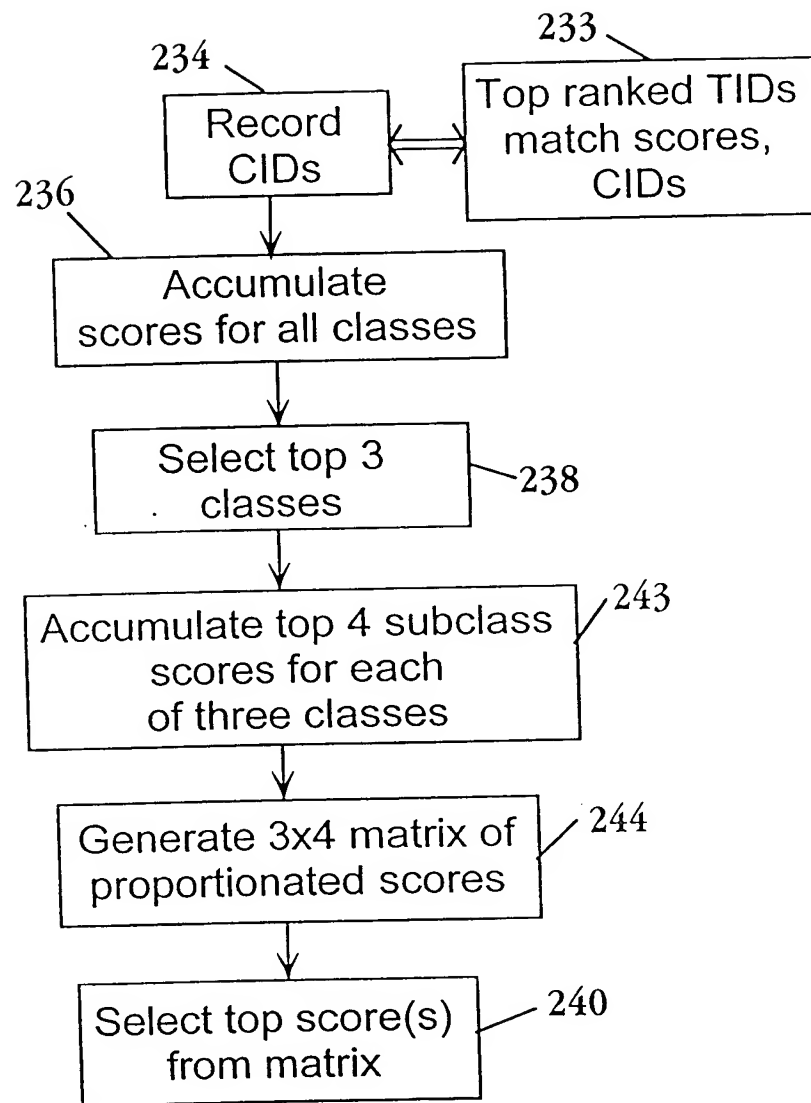 234
233
Record
CIDs
Top ranked TIDs
match scores,
CIDs
236
Accumulate
scores for all classes
Select top 3
classes
238
Accumulate top 4 subclass
scores for each
of three classes
243
Generate 3x4 matrix of
proportionated scores
244
Select top score(s)
from matrix
240